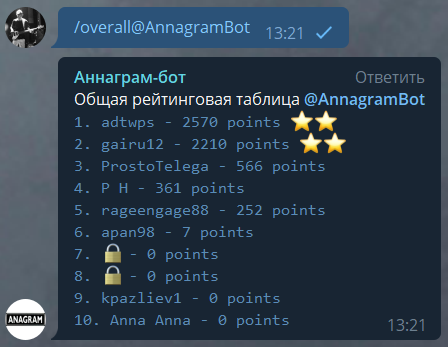 /overall@AnnagramBot
13:21
Аннаграм-бот
Ответить
Общая рейтинговая таблица @AnnagramBot
1. adtwps - 2570 points ⭐⭐
2. gairu12 - 2210 points ⭐⭐
3. ProstoTelega - 566 points
4. P H - 361 points
5. rageengage88 - 252 points
6. apan98 - 7 points
7. 🔒 - 0 points
8. 🔒 - 0 points
9. kpazliev1 - 0 points
10. Anna Anna - 0 points
ANAGRAM
13:21